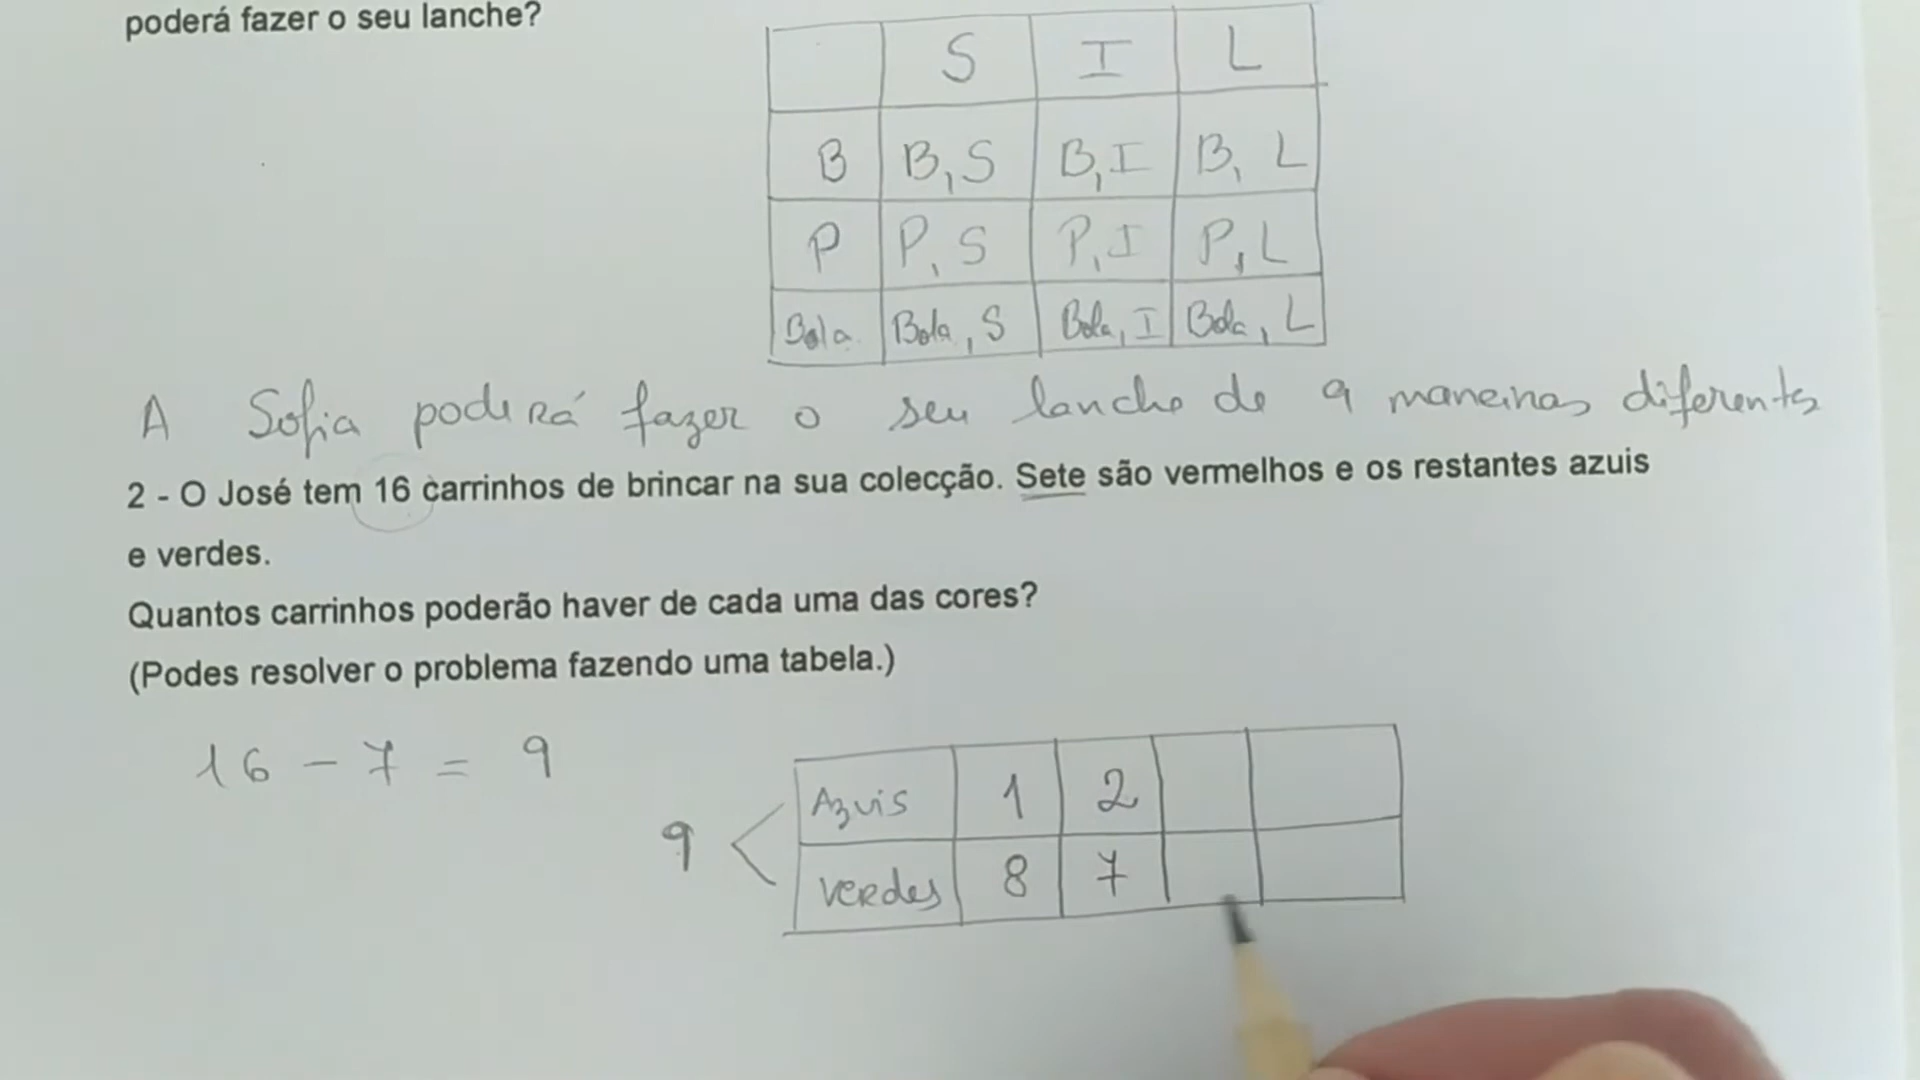 poderá fazer o seu lanche?
S I L
B B,S B,I B, L
P P, S P,I P,L
Bola Bola, S Bola, I Bola, L
A Sofia poderá fazer o seu lanche de 9 maneiras diferentes
2 - O José tem 16 carrinhos de brincar na sua colecção. Sete são vermelhos e os restantes azuis
e verdes.
Quantos carrinhos poderão haver de cada uma das cores?
(Podes resolver o problema fazendo uma tabela.)
16 - 7 = 9
9 < Azuis 1 2
Verdes 8 7